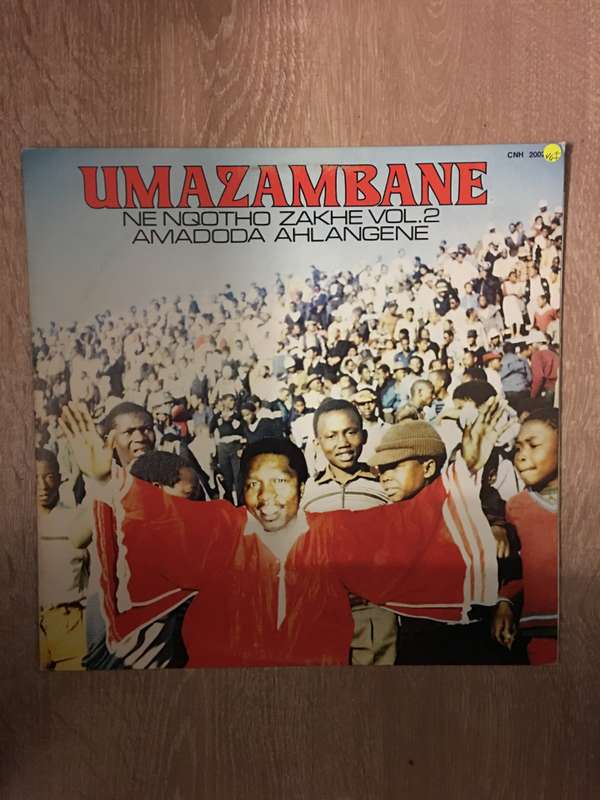 CNH
UMAZAMBANE
NE NQOTHO ZAKHE VOL.2
AMADODA AHLANGENE